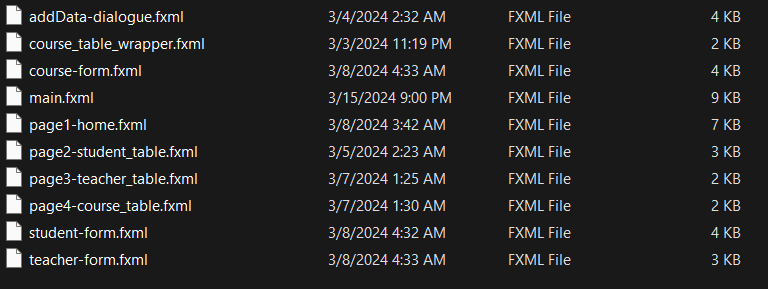 addData-dialogue.fxml 3/4/2024 2:32 AM FXML File 4 KB
course_table_wrapper.fxml 3/3/2024 11:19 PM FXML File 2 KB
course-form.fxml 3/8/2024 4:33 AM FXML File 4 KB
main.fxml 3/15/2024 9:00 PM FXML File 9 KB
page1-home.fxml 3/8/2024 3:42 AM FXML File 7 KB
page2-student_table.fxml 3/5/2024 2:23 AM FXML File 3 KB
page3-teacher_table.fxml 3/7/2024 1:25 AM FXML File 2 KB
page4-course_table.fxml 3/7/2024 1:30 AM FXML File 2 KB
student-form.fxml 3/8/2024 4:32 AM FXML File 4 KB
teacher-form.fxml 3/8/2024 4:33 AM FXML File 3 KB